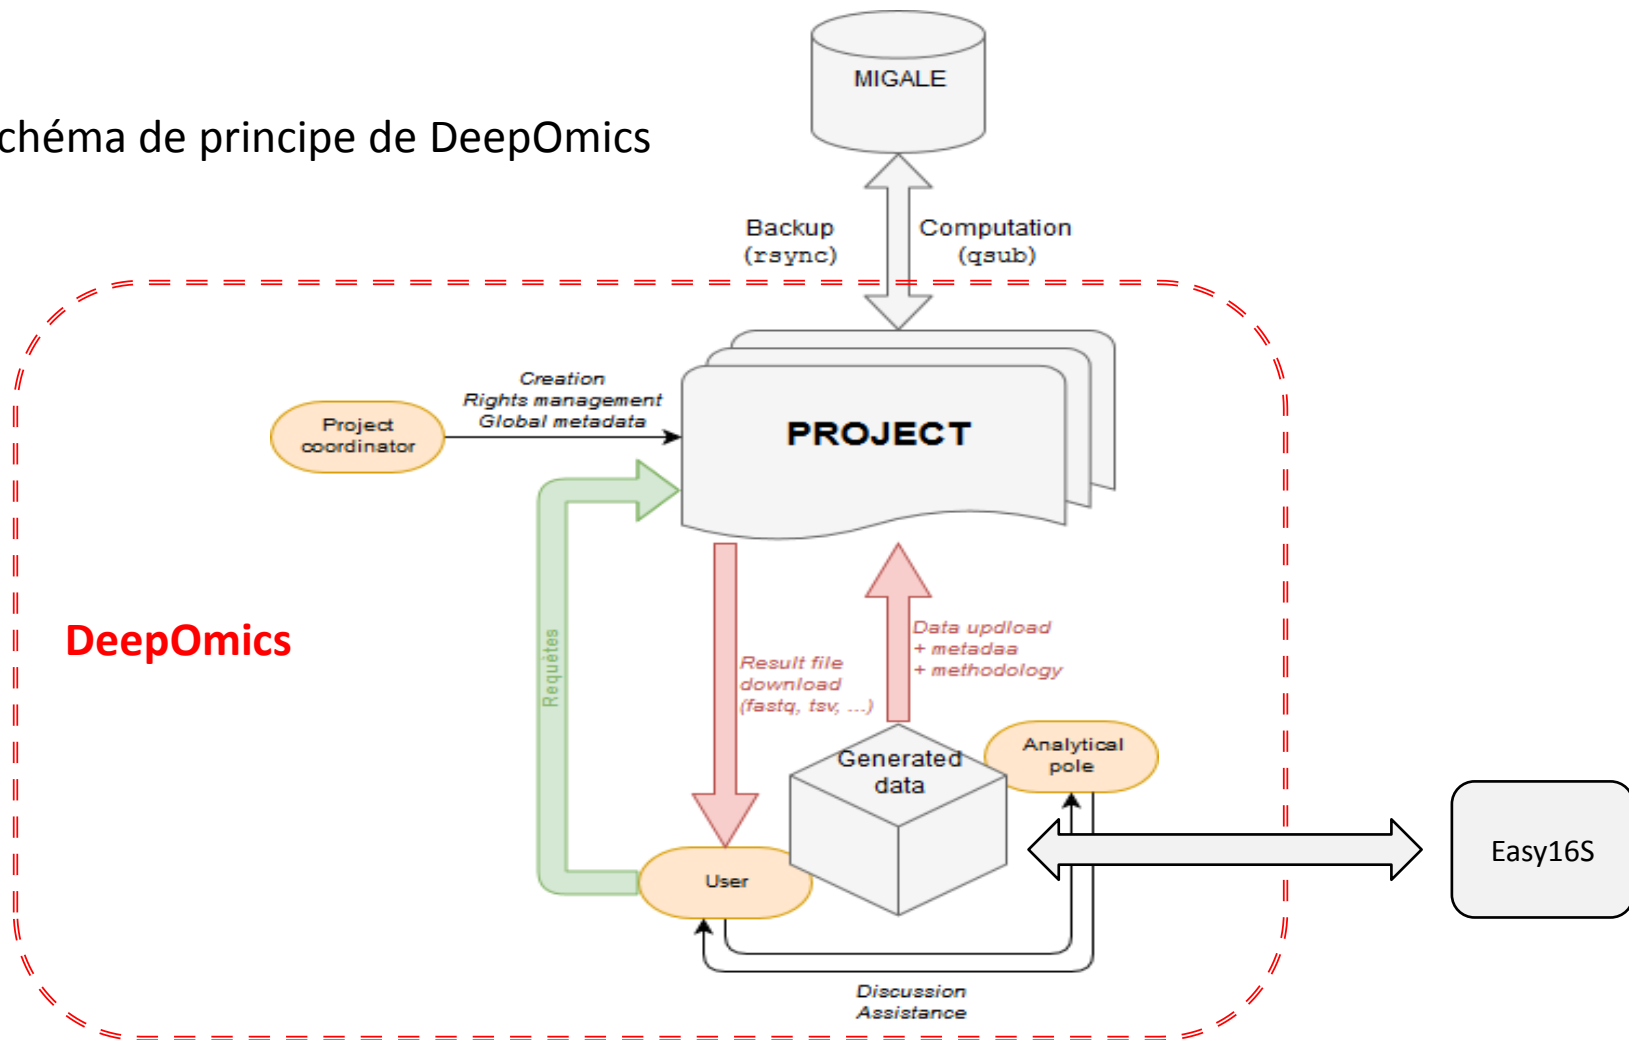 MIGALE
chéma de principe de DeepOmics
Backup
(rsync)
Computation
(qsub)
Creation
Rights management
Global metadata
Project
coordinator
PROJECT
DeepOmics
Requêtes
Result file
download
(fastq, tsv, ...)
Data updload
+ metadaa
+ methodology
Generated
data
Analytical
pole
User
Easy16S
Discussion
Assistance